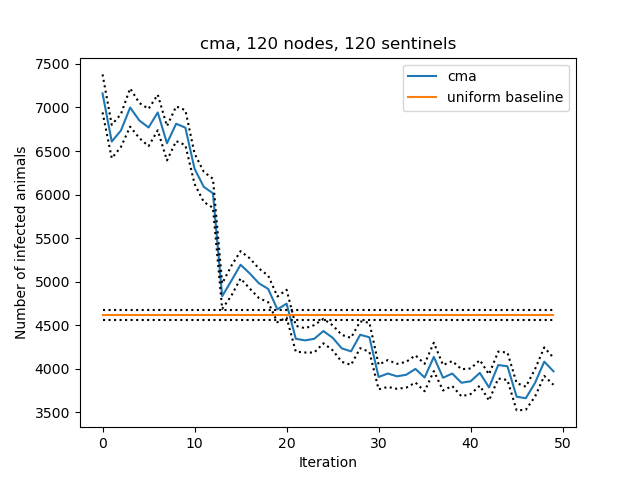 cma, 120 nodes, 120 sentinels
cma
uniform baseline
Number of infected animals
7500
7000
6500
6000
5500
5000
4500
4000
3500
0 10 20 30 40 50
Iteration